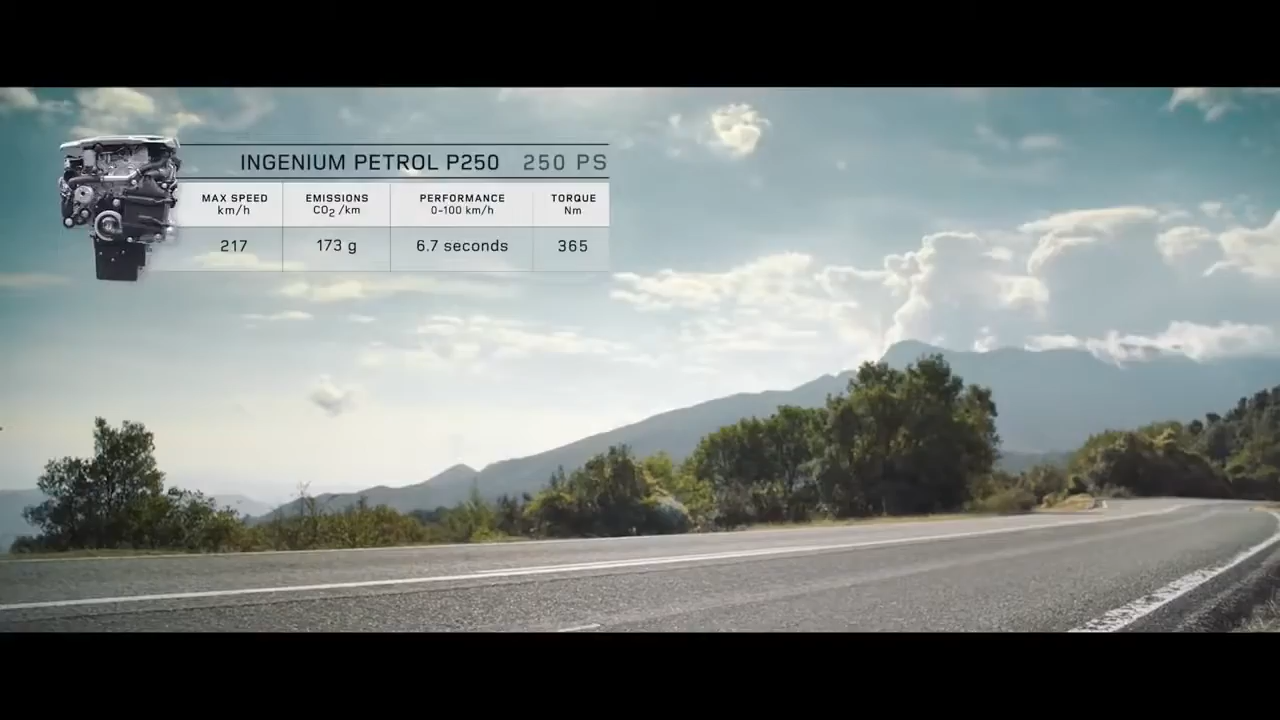 INGENIUM PETROL P250 250 PS
MAX SPEED EMISSIONS PERFORMANCE TORQUE
km/h CO₂/km 0-100 km/h Nm
217 173 g 6.7 seconds 365